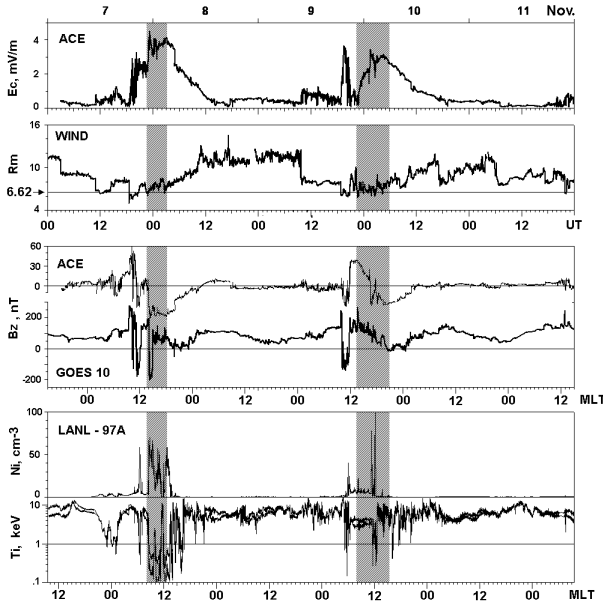 7 8 9 10 11 Nov.
ACE
Ec, mV/m
4
2
0
WIND
Rm
16
10
6.62
4
00 12 00 12 00 12 00 12 00 12 UT
ACE
60
30
0
Bz , nT
200
0
-200
GOES 10
00 12 00 12 00 12 00 12 00 12 MLT
LANL - 97A
Ni, cm-3
100
50
0
Ti, keV
10
1
.1
12 00 12 00 12 00 12 00 12 00 MLT